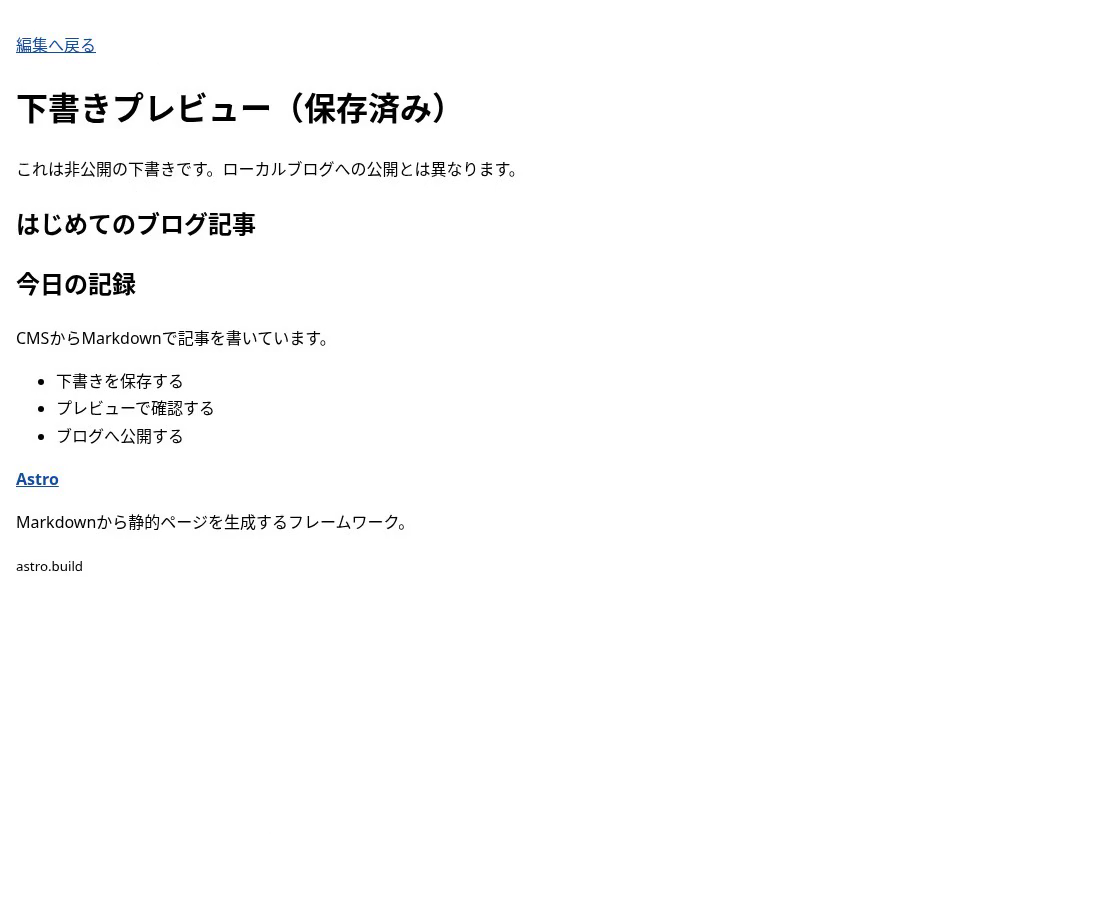 編集へ戻る
下書きプレビュー（保存済み）
これは非公開の下書きです。ローカルブログへの公開とは異なります。
はじめてのブログ記事
今日の記録
CMSからMarkdownで記事を書いています。
下書きを保存する
プレビューで確認する
ブログへ公開する
Astro
Markdownから静的ページを生成するフレームワーク。
astro.build